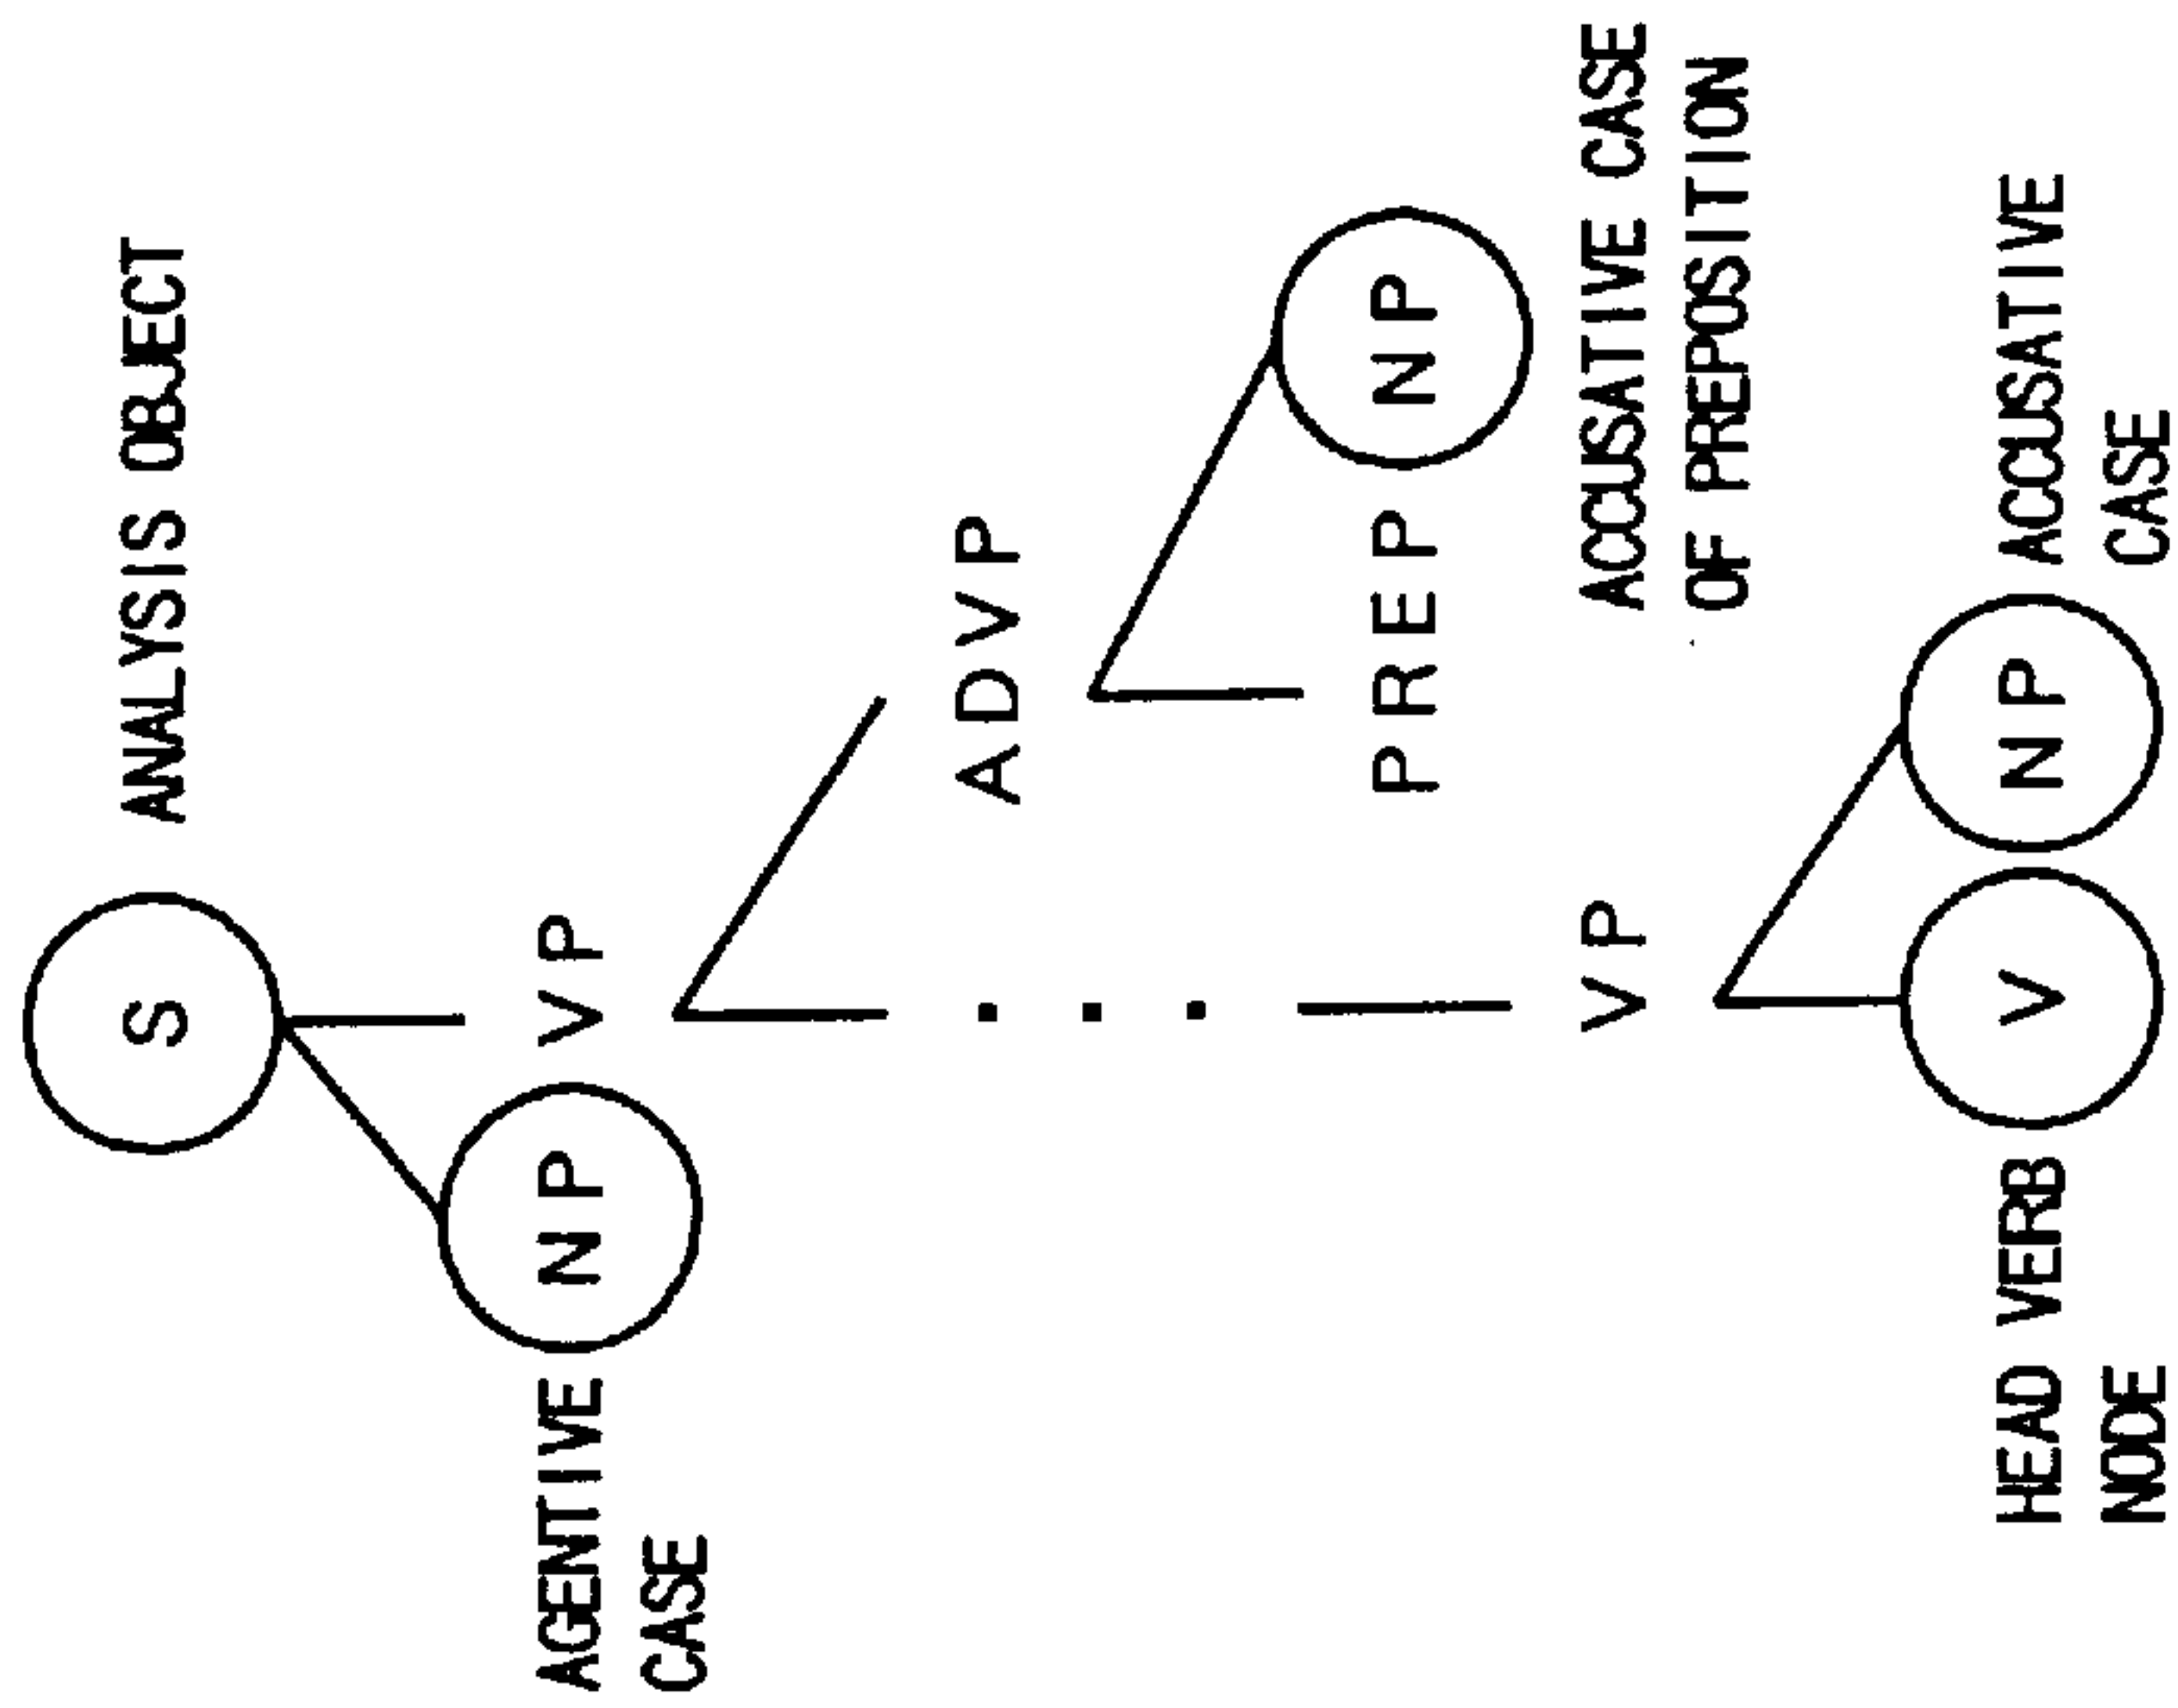 S ANALYSIS OBJECT
AGENTIVE NP VP
CASE
ADVP
PREP NP
VP ACCUSATIVE CASE
OF PREPOSITION
HEAD VERB V NP ACCUSATIVE
NODE CASE